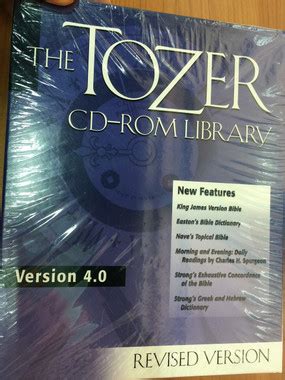 THE TOZER
CD-ROM LIBRARY
New Features
King James Version Bible
Easton's Bible Dictionary
Nave's Topical Bible
Morning and Evening: Daily
Readings by Charles H. Spurgeon
Strong's Exhaustive Concordance
of the Bible
Strong's Greek and Hebrew
Dictionary
Version 4.0
REVISED VERSION